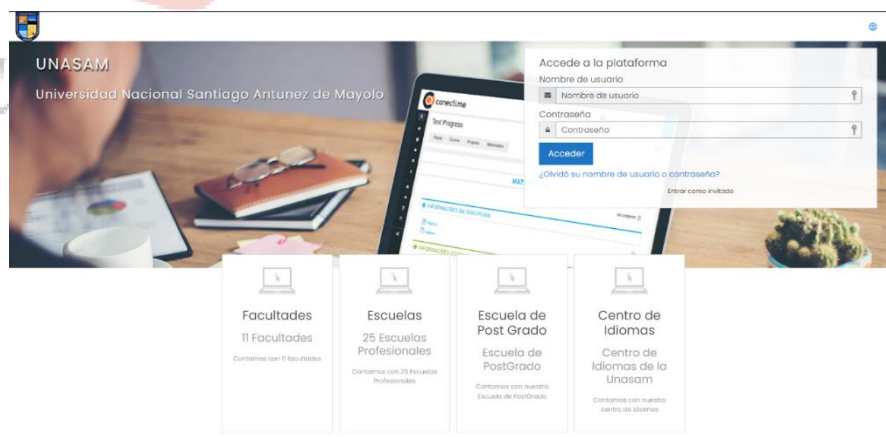 UNASAM
Universidad Nacional Santiago Antunez de Mayolo
Accede a la plataforma
Nombre de usuario
Nombre de usuario
Contraseña
Contraseña
Acceder
¿Olvidó su nombre de usuario o contraseña?
Entrar como invitado
conectime
Test Progress
Facultades
11 Facultades
Contamos con 11 facultades
Escuelas
25 Escuelas
Profesionales
Contamos con 25 Escuelas
Profesionales
Escuela de
Post Grado
Escuela de
PostGrado
Contamos con nuestra
Escuela de PostGrado
Centro de
Idiomas
Centro de
Idiomas de la
Unasam
Contamos con nuestro
centro de idiomas